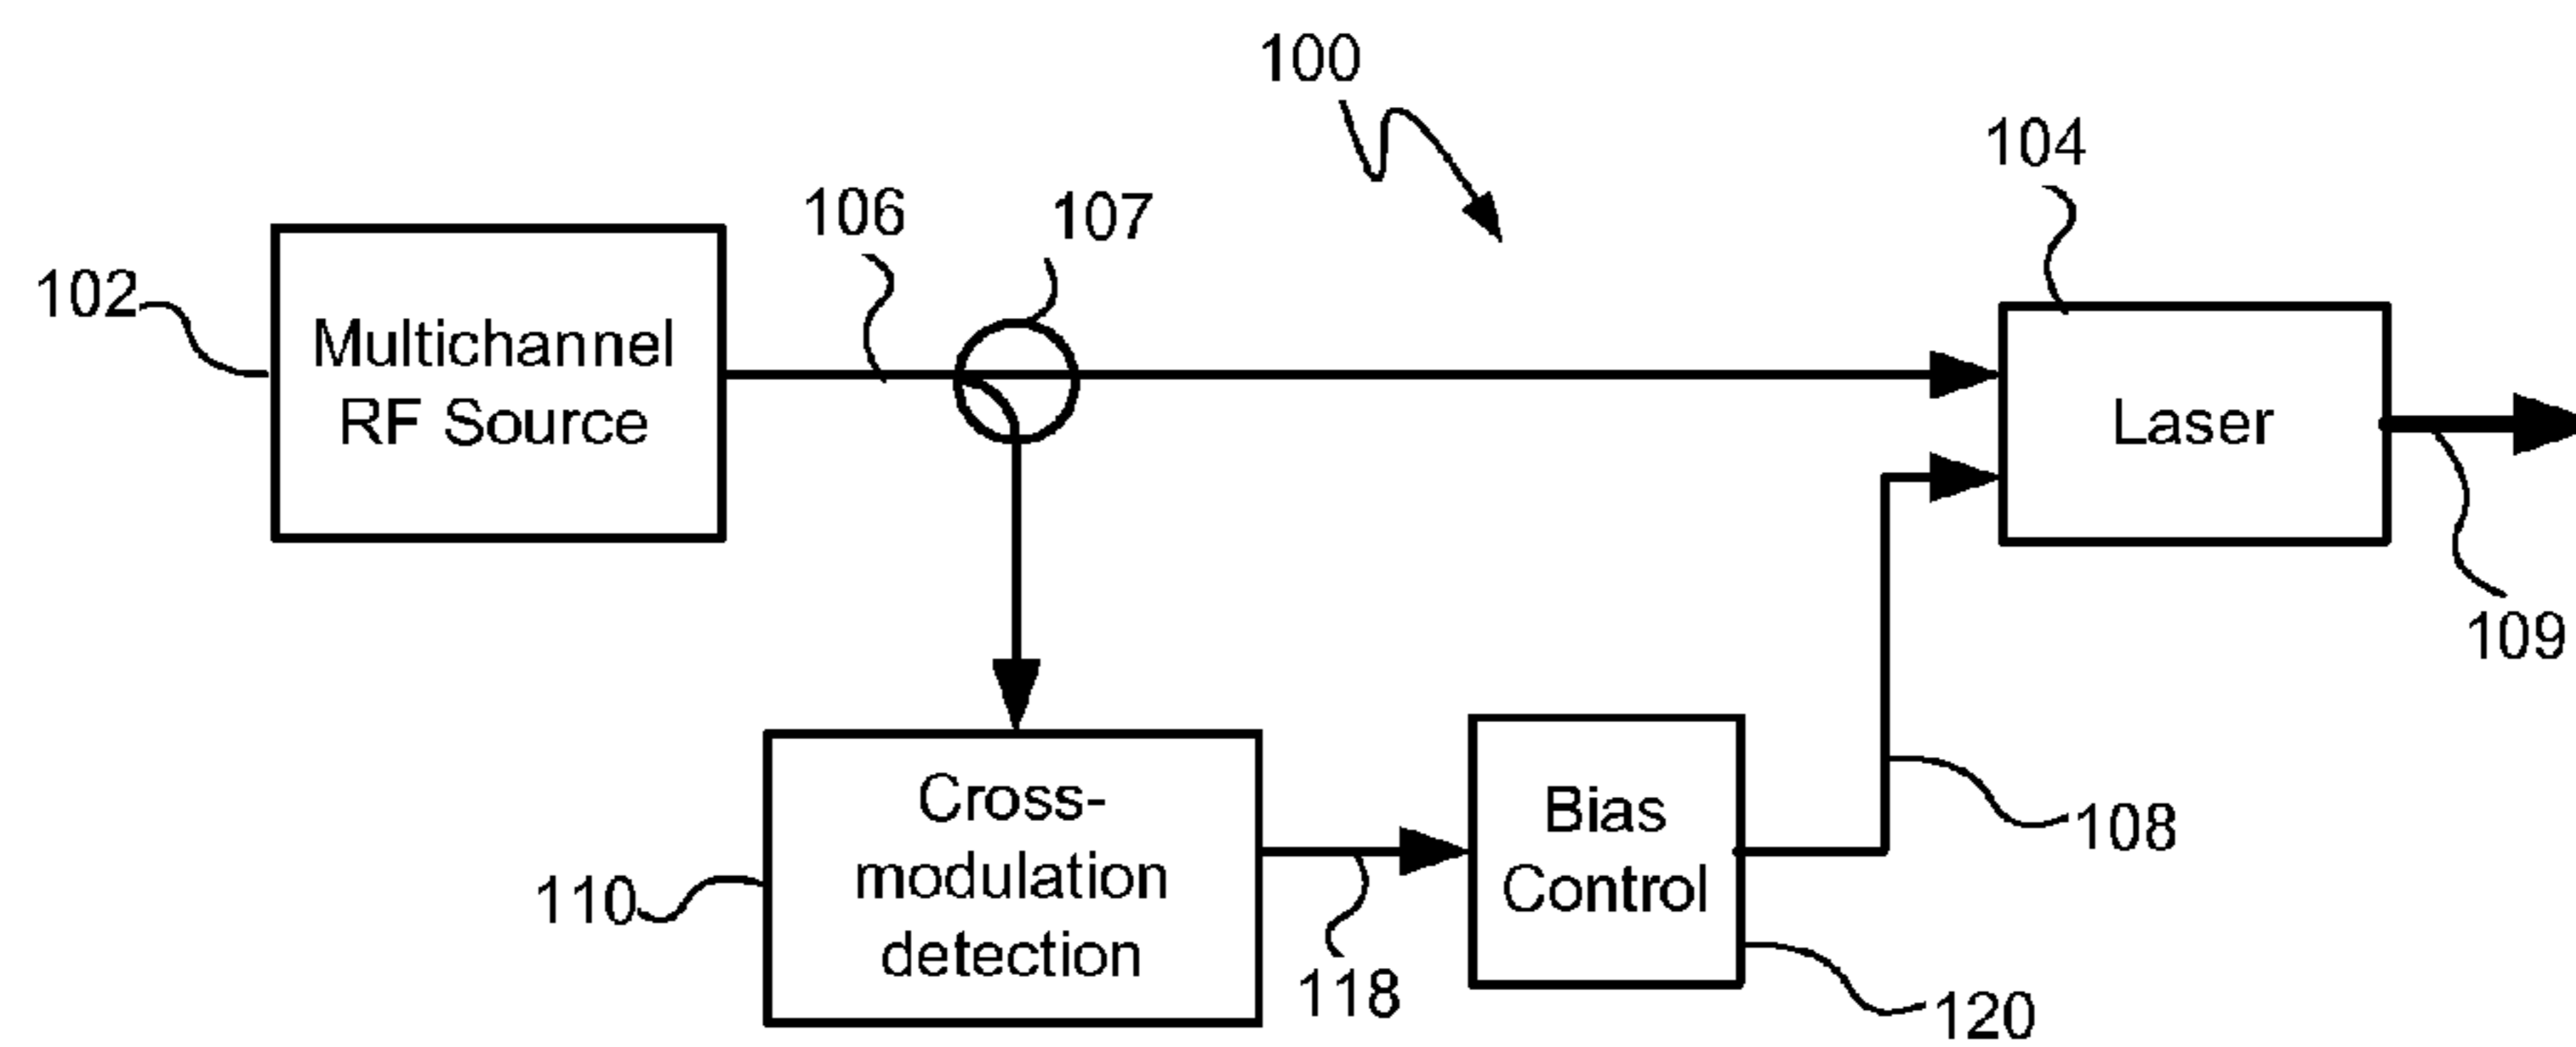 100
104
106
107
102
Multichannel
RF Source
Laser
109
Cross-
modulation
detection
110
118
Bias
Control
108
120